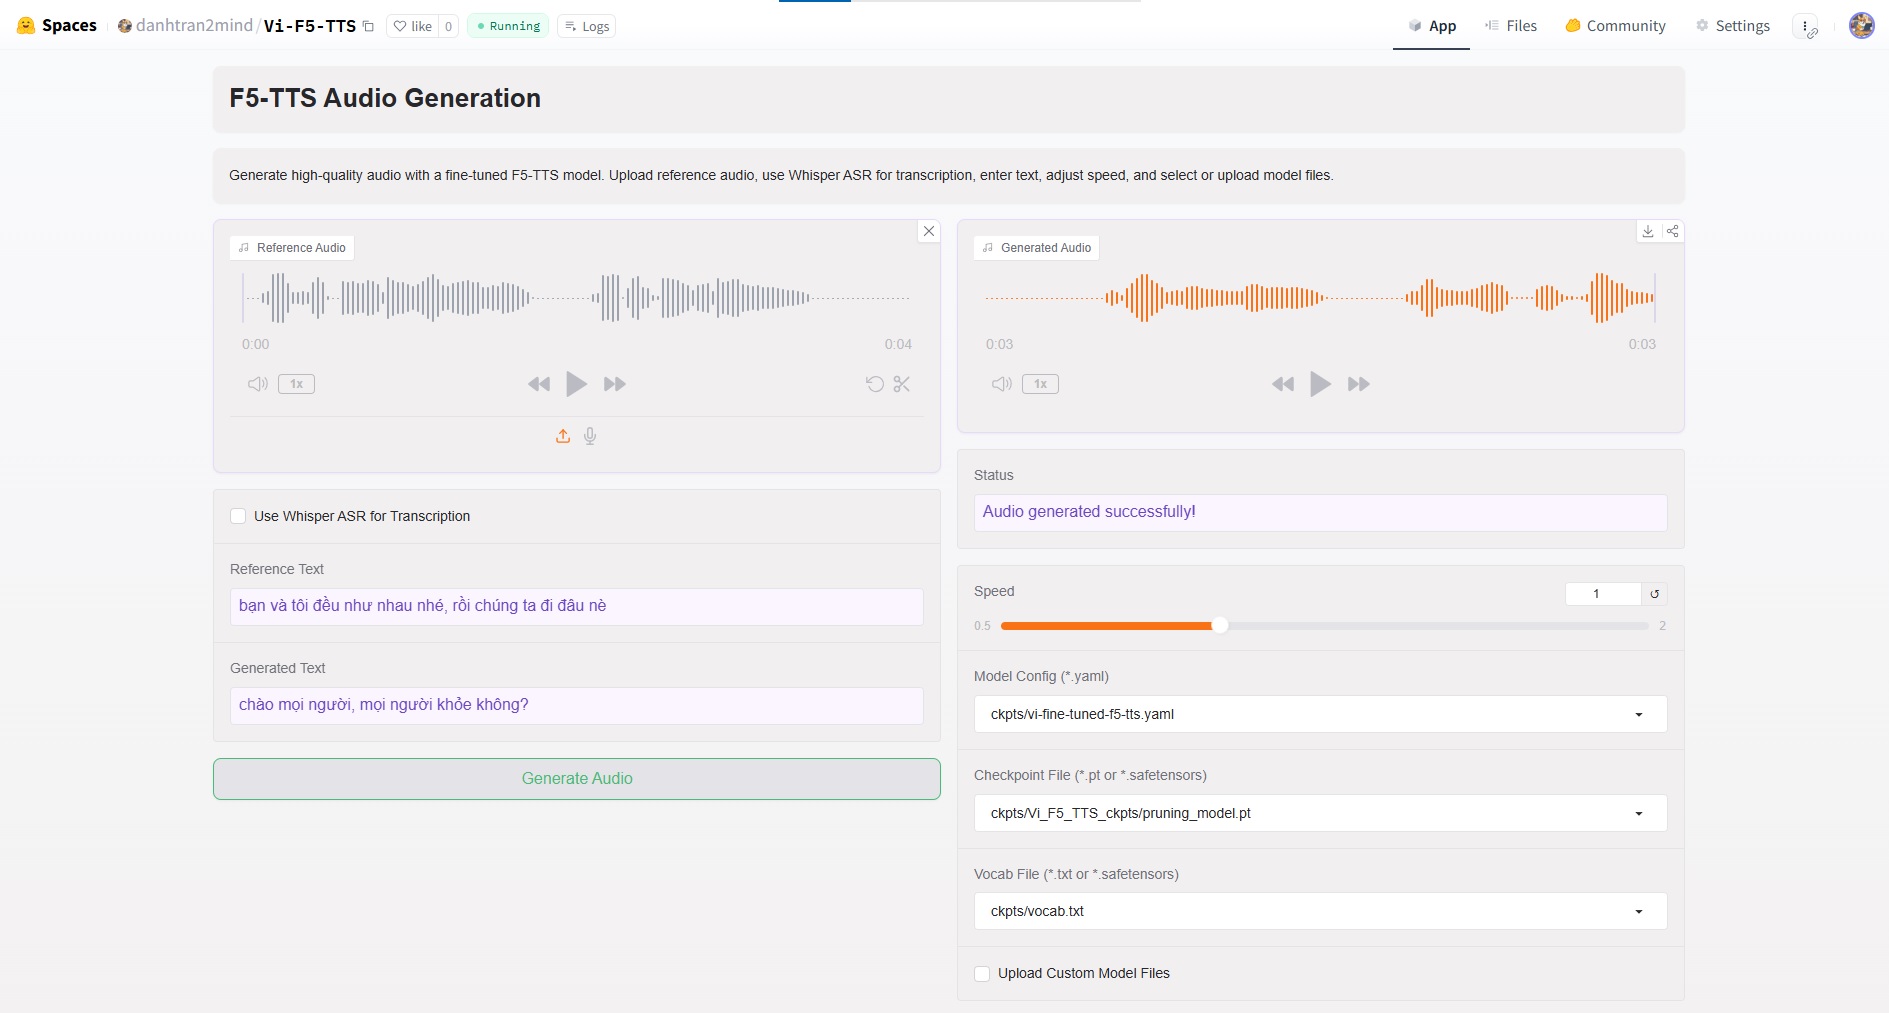 Spaces
danhtran2mind/Vi-F5-TTS
like 0
Running
Logs
App
Files
Community
Settings
F5-TTS Audio Generation
Generate high-quality audio with a fine-tuned F5-TTS model. Upload reference audio, use Whisper ASR for transcription, enter text, adjust speed, and select or upload model files.
Reference Audio
0:00 0:04
1x
Use Whisper ASR for Transcription
Reference Text
bạn và tôi đều như nhau nhé, rồi chúng ta đi đâu nè
Generated Text
chào mọi người, mọi người khỏe không?
Generate Audio
Generated Audio
0:03 0:03
1x
Status
Audio generated successfully!
Speed
1
0.5 2
Model Config (*.yaml)
ckpts/vi-fine-tuned-f5-tts.yaml
Checkpoint File (*.pt or *.safetensors)
ckpts/Vi_F5_TTS_ckpts/pruning_model.pt
Vocab File (*.txt or *.safetensors)
ckpts/vocab.txt
Upload Custom Model Files